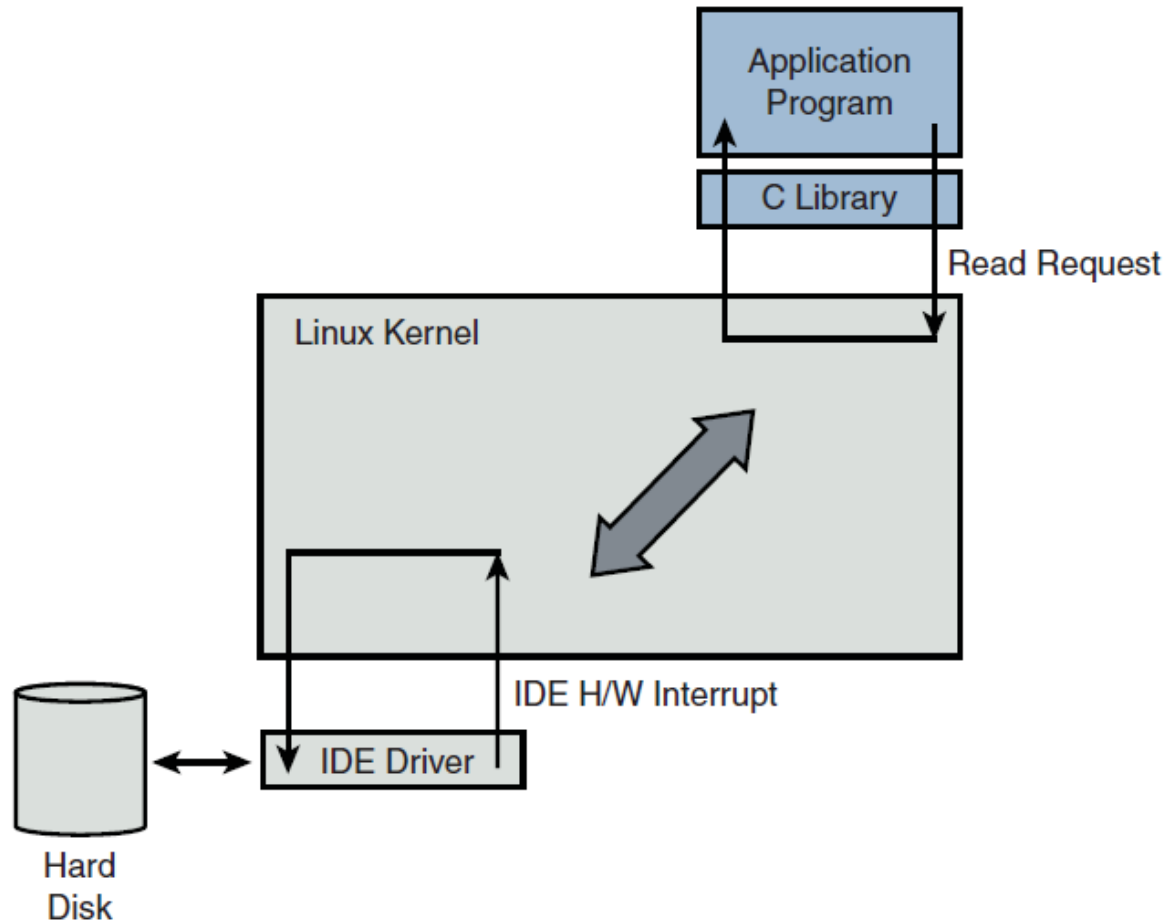 Application
Program
C Library
Read Request
Linux Kernel
IDE H/W Interrupt
IDE Driver
Hard
Disk